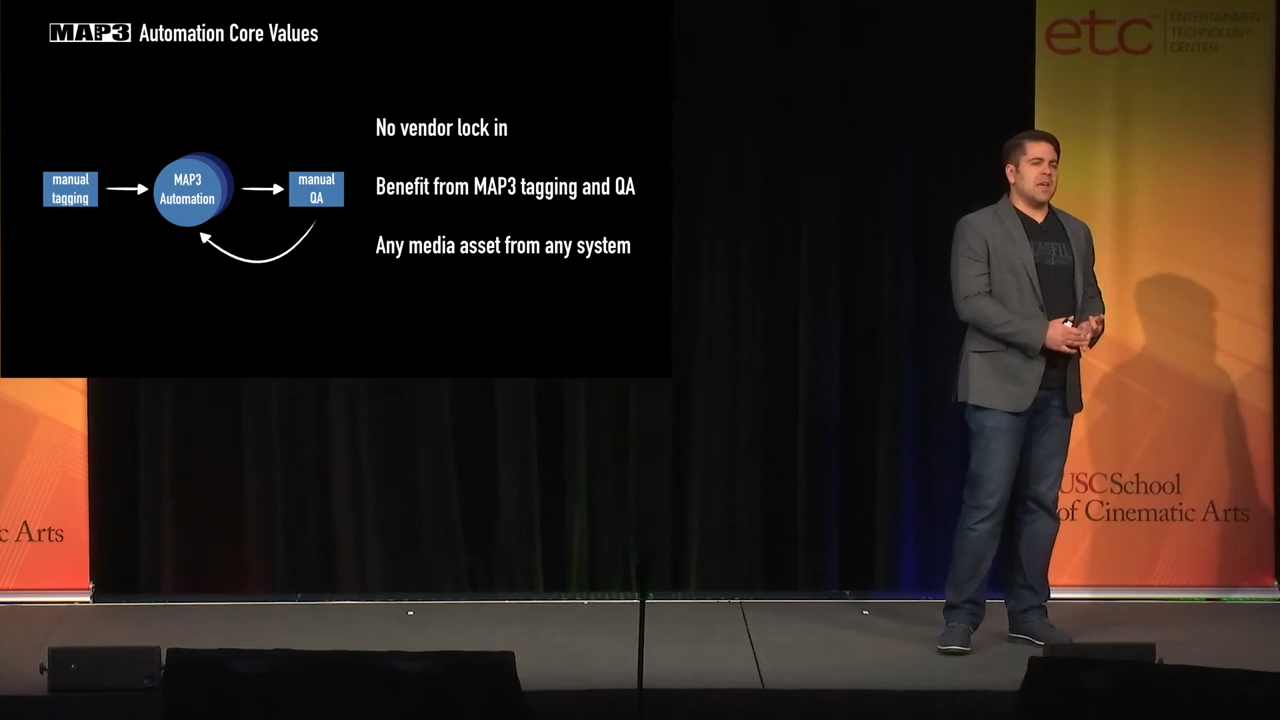 MAP3 Automation Core Values
No vendor lock in
manual
tagging
MAP3
Automation
manual
QA
Benefit from MAP3 tagging and QA
Any media asset from any system
etc
ENTERTAINMENT
TECHNOLOGY
CENTER
USC School
of Cinematic Arts
c Arts